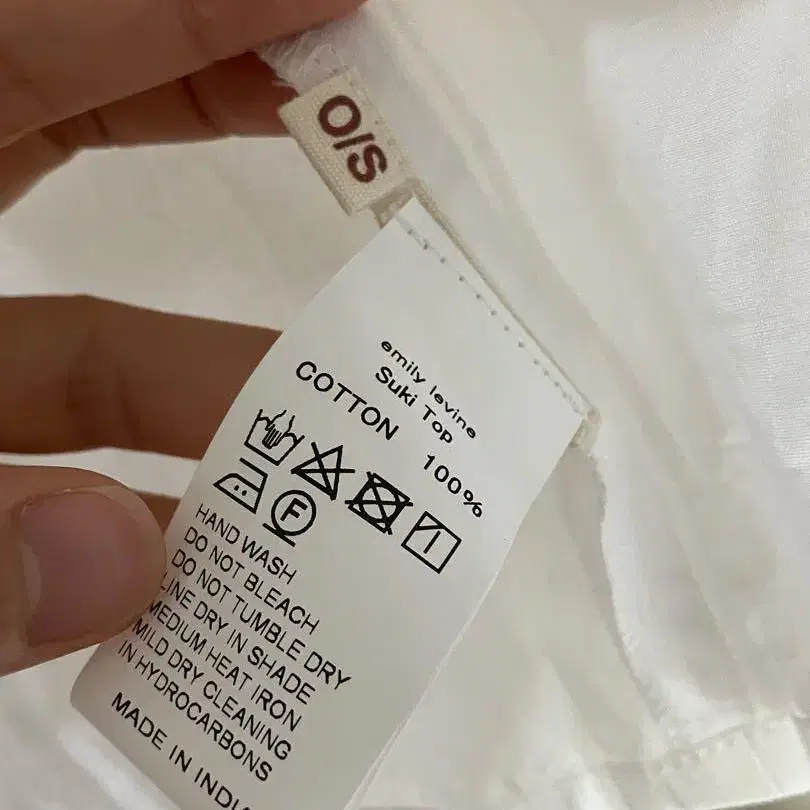 O/S
emily levine
Suki Top
COTTON 100%
F
HAND WASH
DO NOT BLEACH
DO NOT TUMBLE DRY
LINE DRY IN SHADE
MEDIUM HEAT IRON
MILD DRY CLEANING
IN HYDROCARBONS
MADE IN INDIA